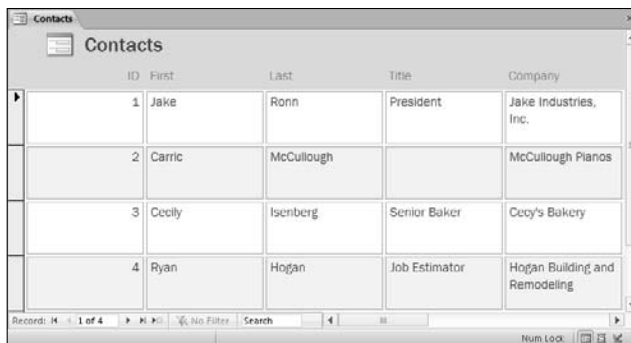 Contacts
Contacts
ID First Last Title Company
1 Jake Ronn President Jake Industries,
Inc.
2 Carric McCullough McCullough Pianos
3 Cecily Isenberg Senior Baker Cecy's Bakery
4 Ryan Hogan Job Estimator Hogan Building and
Remodeling
Record: 1 of 4 No Filter Search
Num Lock